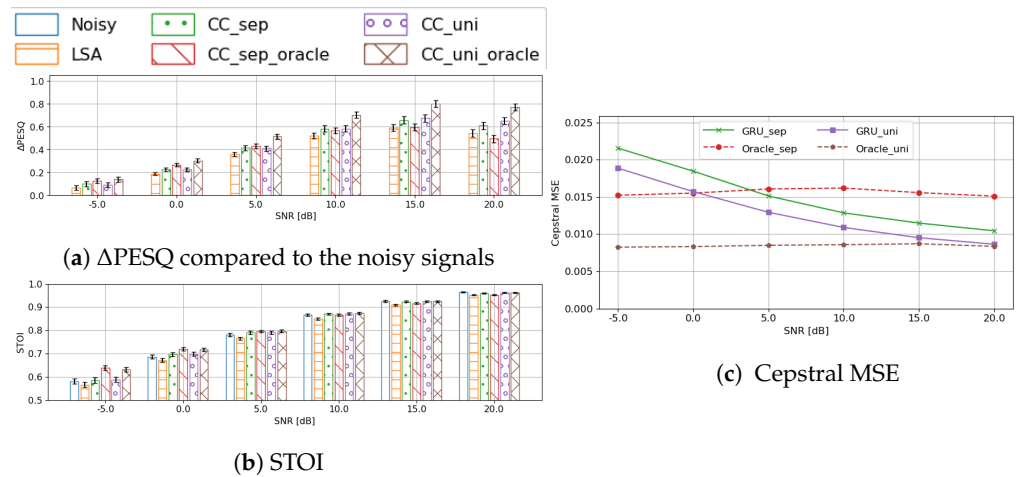 Noisy CC_sep CC_uni
LSA CC_sep_oracle CC_uni_oracle
1.0
0.8
0.6
0.4
0.2
0.0
ΔPESQ
-5.0 0.0 5.0 10.0 15.0 20.0
SNR [dB]
(a) ΔPESQ compared to the noisy signals
1.0
0.9
0.8
0.7
0.6
0.5
STOI
-5.0 0.0 5.0 10.0 15.0 20.0
SNR [dB]
(b) STOI
GRU_sep GRU_uni
Oracle_sep Oracle_uni
0.025
0.020
0.015
0.010
0.005
0.000
Cepstral MSE
-5.0 0.0 5.0 10.0 15.0 20.0
SNR [dB]
(c) Cepstral MSE